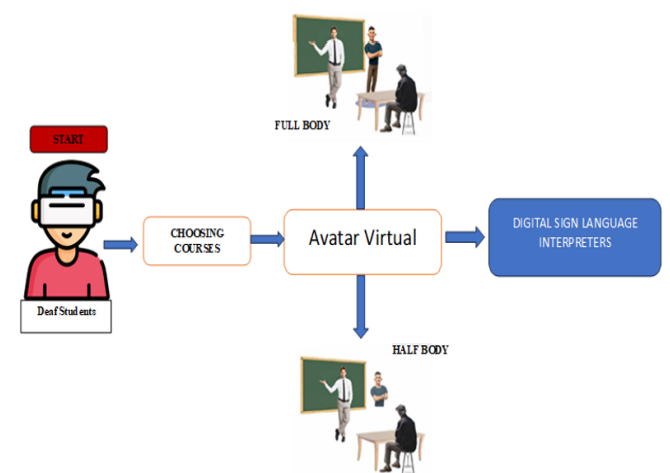 FULL BODY
START
CHOOSING
COURSES
Avatar Virtual
DIGITAL SIGN LANGUAGE
INTERPRETERS
Deaf Students
HALF BODY